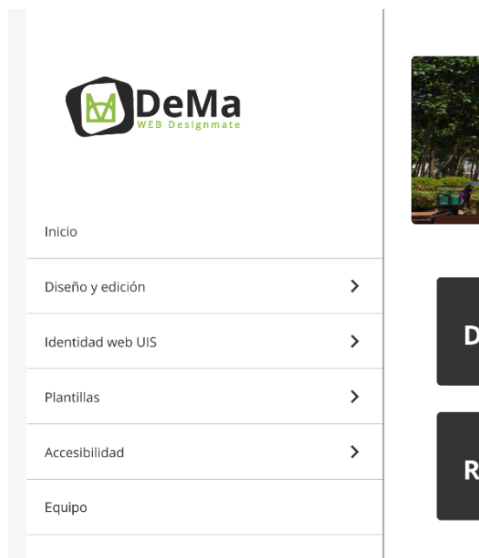 DeMa
WEB Designmate
Inicio
Diseño y edición
Identidad web UIS
Plantillas
Accesibilidad
Equipo
D
R